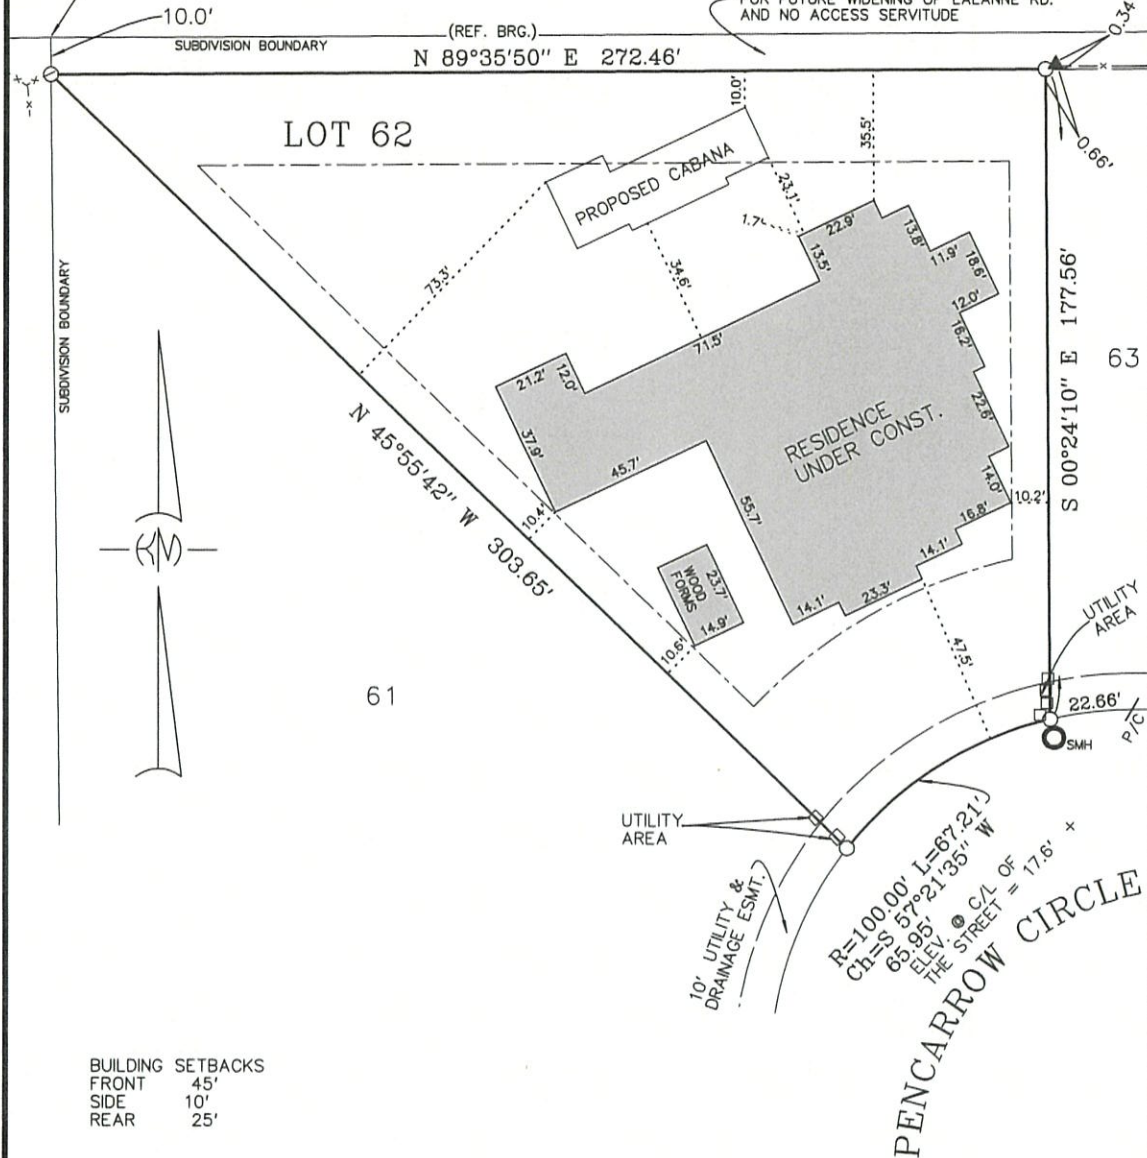 FOR FUTURE WIDENING OF LALANNE RD.
AND NO ACCESS SERVITUDE
10.0'
(REF. BRG.)
SUBDIVISION BOUNDARY
N 89°35'50" E 272.46'
0.34'
0.66'
LOT 62
10.0'
35.5'
PROPOSED CABANA
23.1'
1.7'
22.9'
13.5'
13.8'
11.9'
18.6'
12.0'
16.2'
73.3'
34.6'
71.5'
SUBDIVISION BOUNDARY
S 00°24'10" E 177.56'
63
21.2'
12.0'
37.9'
45.7'
RESIDENCE
UNDER CONST.
22.6'
14.0'
10.2'
16.8'
14.1'
N 45°55'42" W 303.65'
10.4'
55.7'
WOOD
FORMS
23.7'
14.9'
14.1'
23.3'
10.6'
47.5'
UTILITY
AREA
61
22.66'
P/C
SMH
UTILITY
AREA
R=100.00' L=67.21'
Ch=S 57°21'35" W
65.95'
ELEV. @ C/L OF
THE STREET = 17.6'
10' UTILITY &
DRAINAGE ESMT.
PENCARROW CIRCLE
BUILDING SETBACKS
FRONT 45'
SIDE 10'
REAR 25'